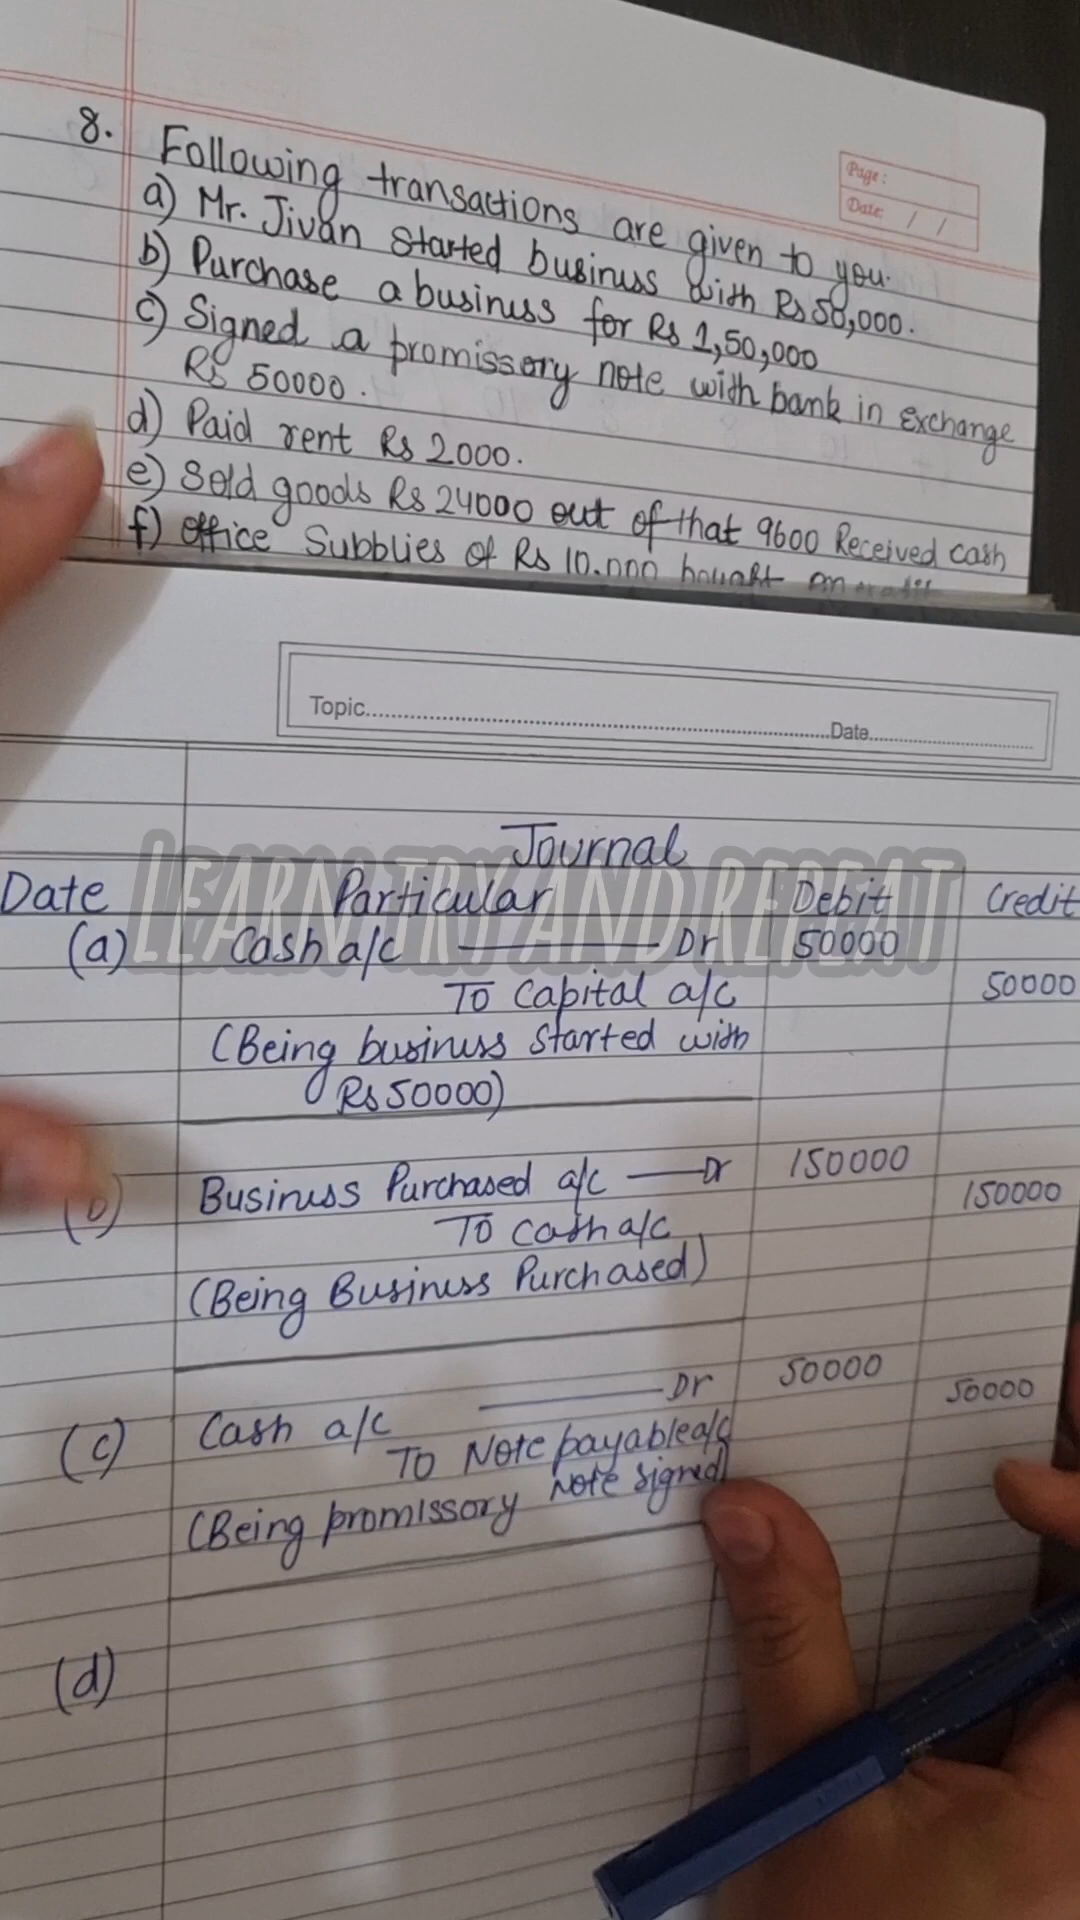 8. Following transactions are given to you.
Page:
Date: / /
a) Mr. Jivan started business with Rs 50,000.
b) Purchase a business for Rs 1,50,000
c) Signed a promissory note with bank in exchange
Rs 50000.
d) Paid rent Rs 2000.
e) Sold goods Rs 24000 out of that 9600 Received cash
f) office Subblies of Rs 10.000 bought on credit
Topic Date
Journal
LEARN TRY AND REPEAT
Date Particular Debit Credit
(a) Cash a/c Dr 50000
To capital a/c 50000
(Being business started with
Rs 50000)
(b) Business Purchased a/c Dr 150000
To cash a/c 150000
(Being Business Purchased)
(c) Cash a/c Dr 50000
To Note payable a/c 50000
(Being promissory Note signed)
(d)